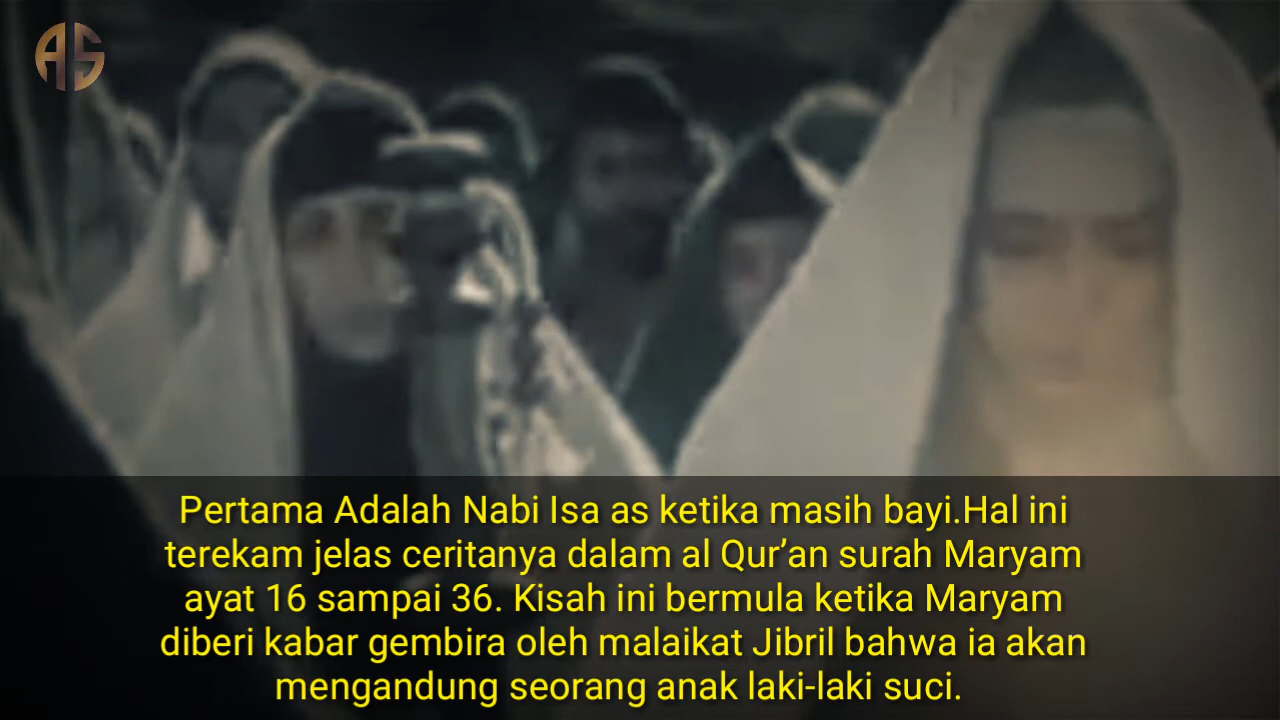 AS
Pertama Adalah Nabi Isa as ketika masih bayi.Hal ini
terekam jelas ceritanya dalam al Qur’an surah Maryam
ayat 16 sampai 36. Kisah ini bermula ketika Maryam
diberi kabar gembira oleh malaikat Jibril bahwa ia akan
mengandung seorang anak laki-laki suci.